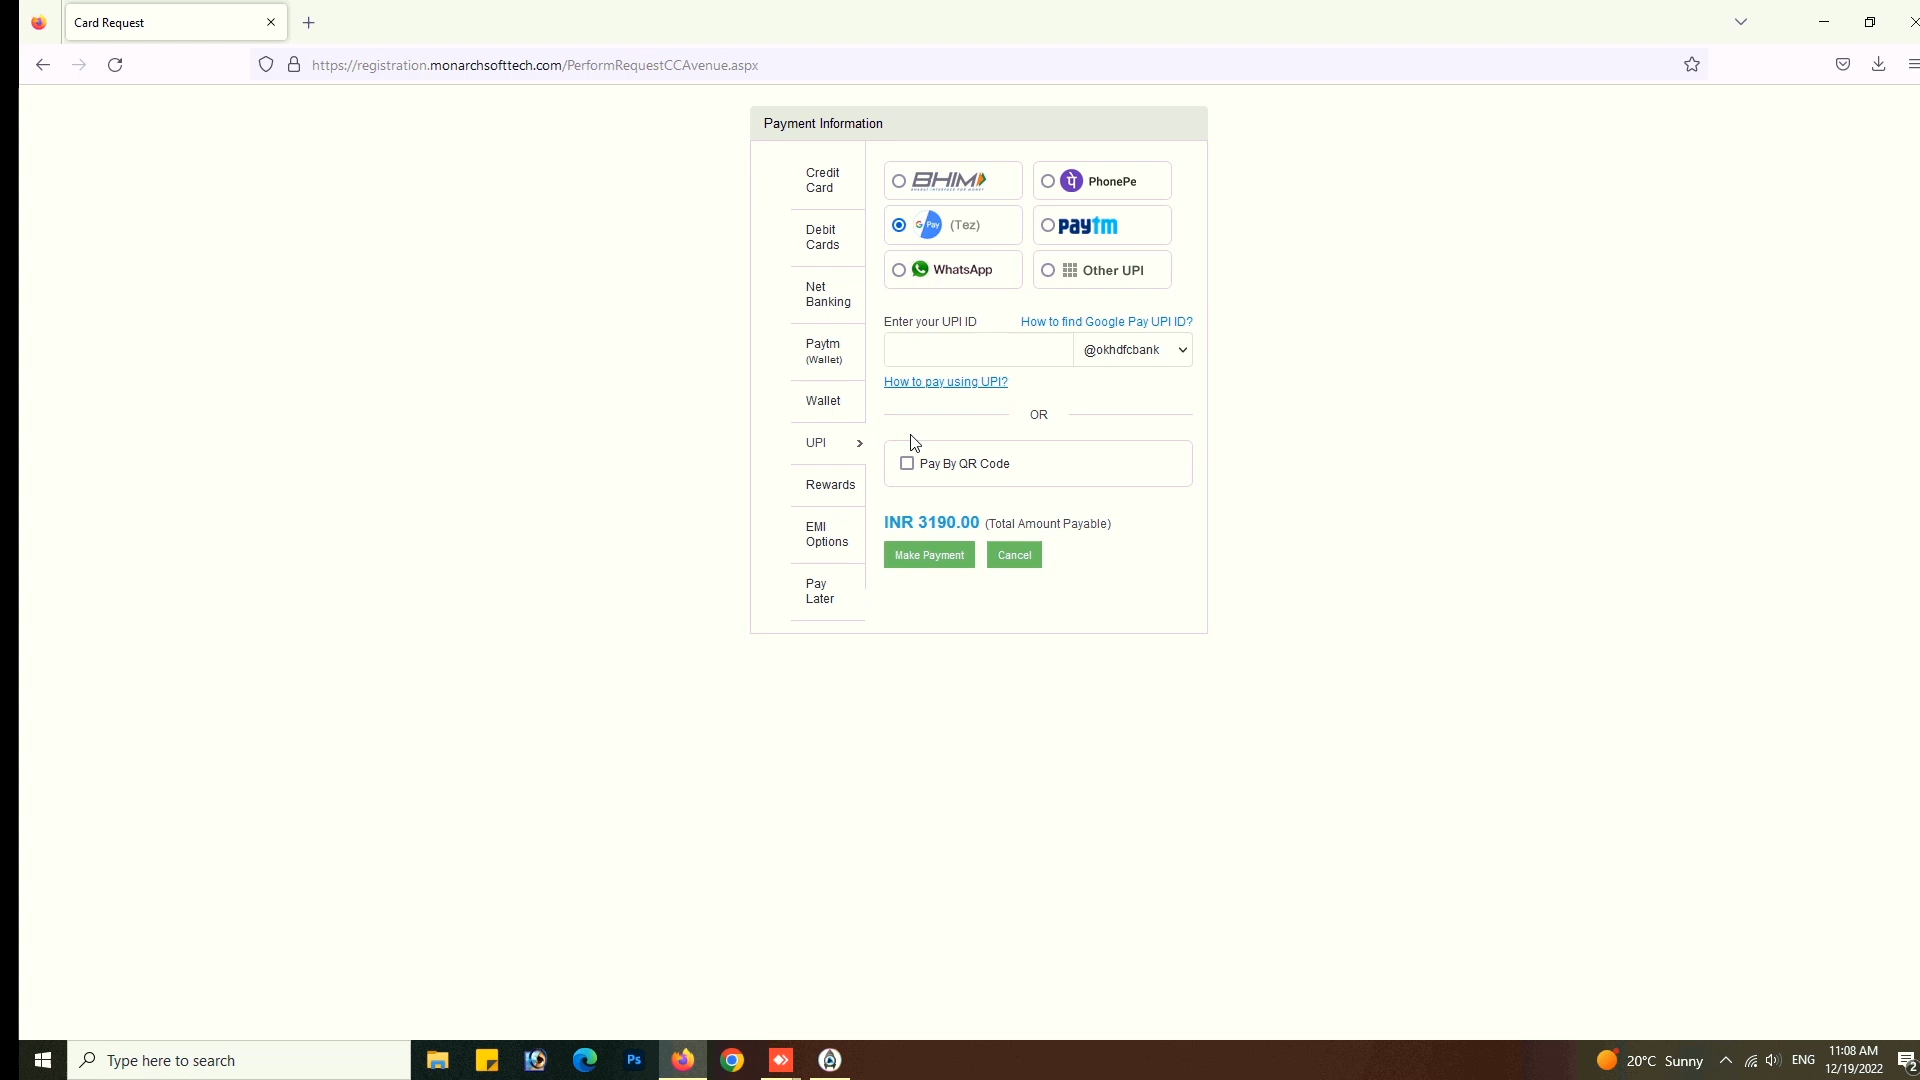 Card Request
https://registration.monarchsofttech.com/PerformRequestCCAvenue.aspx
Payment Information
Credit
Card
Debit
Cards
Net
Banking
Paytm
(Wallet)
Wallet
UPI
Rewards
EMI
Options
Pay
Later
BHIM
PhonePe
G Pay (Tez)
paytm
WhatsApp
Other UPI
Enter your UPI ID How to find Google Pay UPI ID?
@okhdfcbank
How to pay using UPI?
OR
Pay By QR Code
INR 3190.00 (Total Amount Payable)
Make Payment Cancel
Type here to search
Ps
20°C Sunny
ENG
11:08 AM
12/19/2022
2